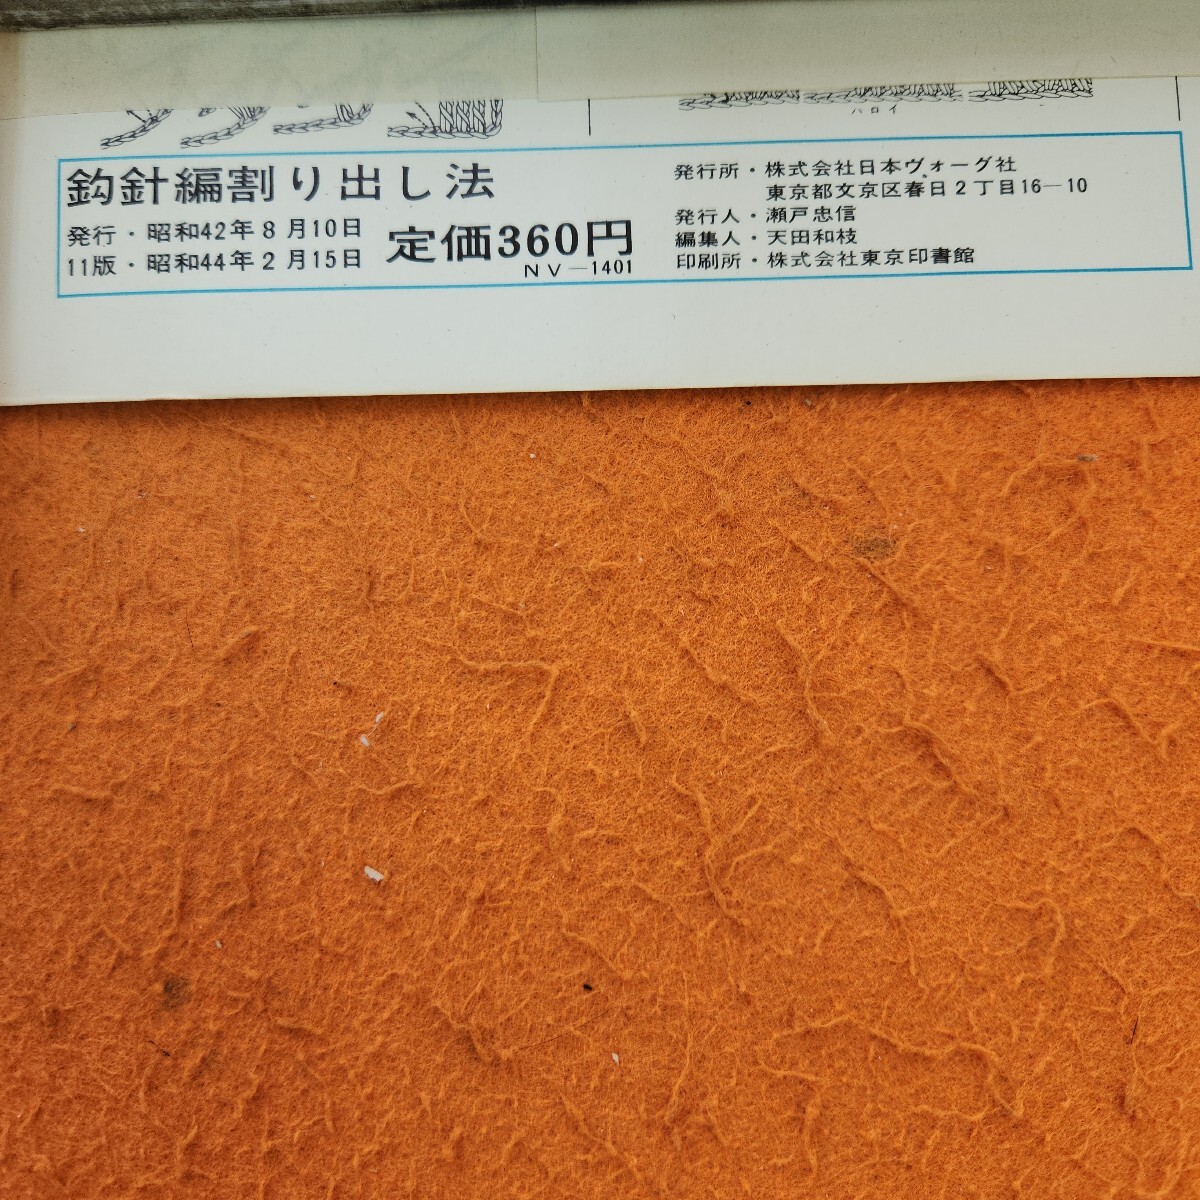 ハロイ
鈎針編割り出し法
発行・昭和42年8月10日
11版・昭和44年2月15日
定価360円
NV—1401
発行所・株式会社日本ヴォーグ社
東京都文京区春日2丁目16—10
発行人・瀬戸忠信
編集人・天田和枝
印刷所・株式会社東京印書館